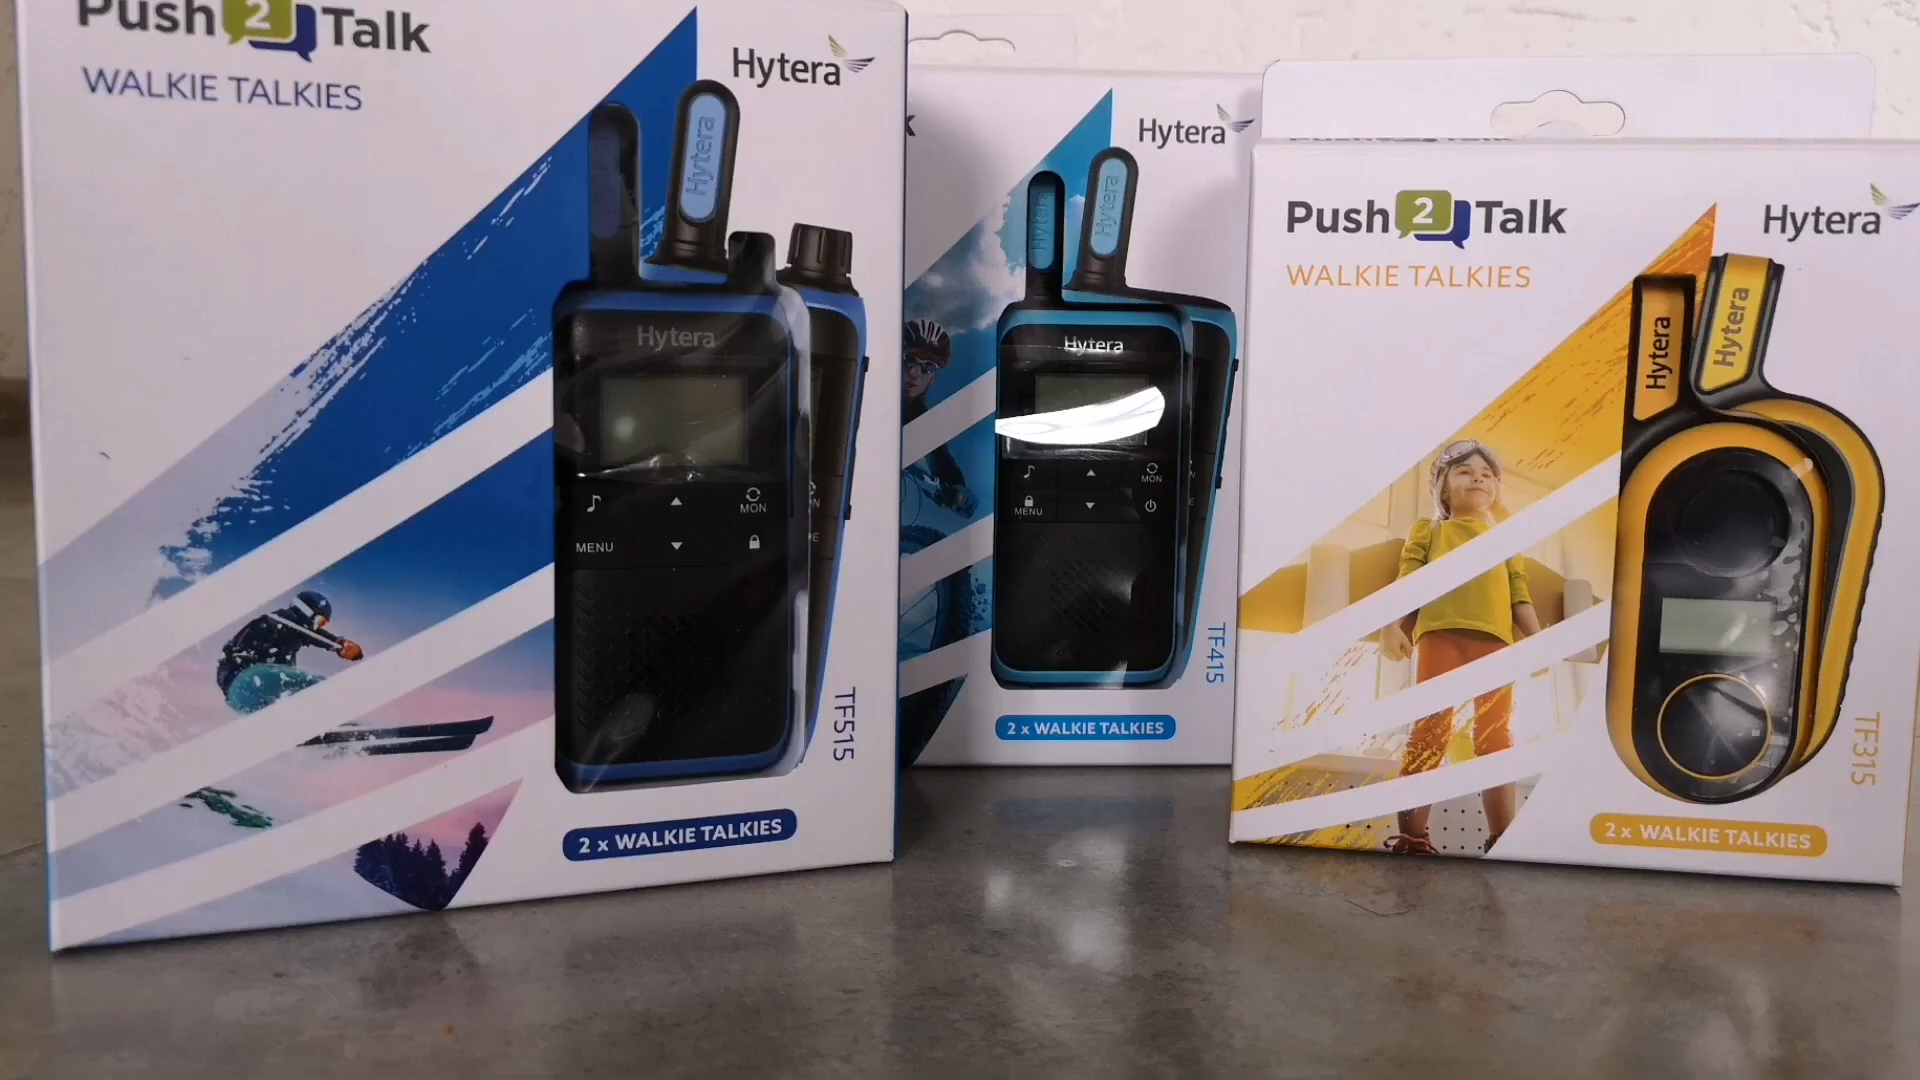 Push 2 Talk
WALKIE TALKIES
Hytera
Hytera
Hytera
MON
MENU
TF515
2 x WALKIE TALKIES
k
Hytera
Hytera
Hytera
Hytera
MON
MENU
TF415
2 x WALKIE TALKIES
Push 2 Talk
WALKIE TALKIES
Hytera
Hytera
Hytera
TF315
2 x WALKIE TALKIES